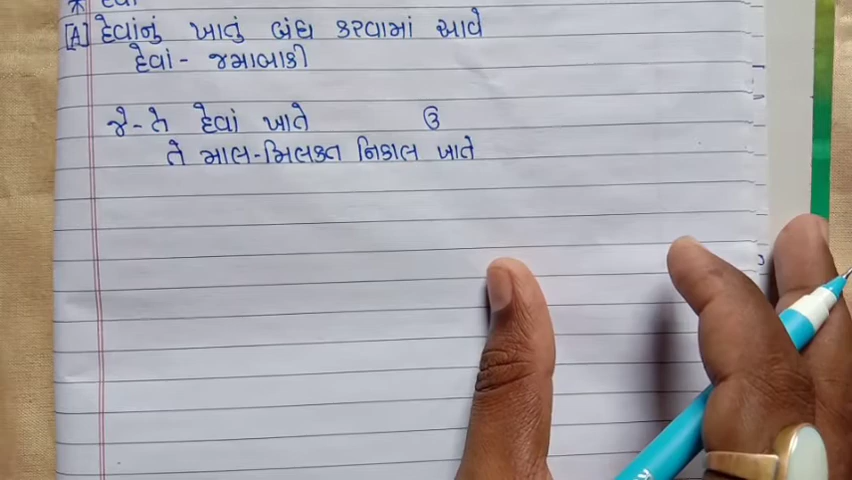 * દેવાં
[A] દેવાંનું ખાતું બંધ કરવામાં આવે
દેવાં - જમાબાકી
જે - તે દેવાં ખાતે ઉ
તે માલ-મિલકત નિકાલ ખાતે